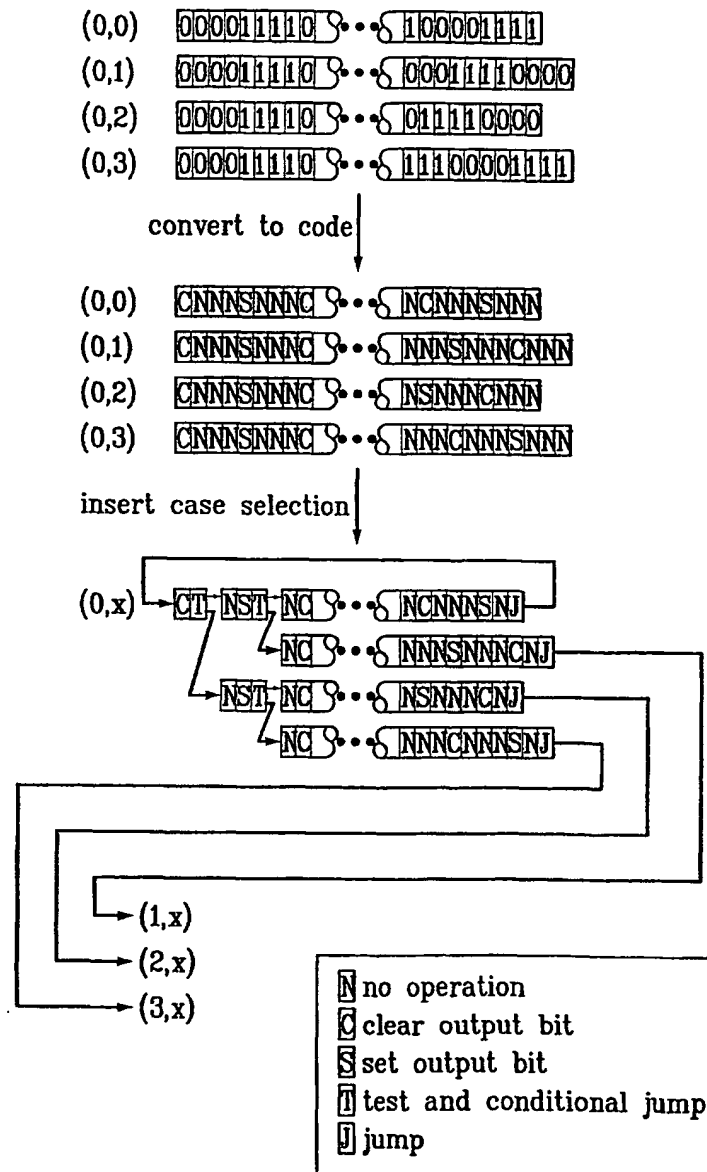 (0,0) 000011110 ••• 100001111
(0,1) 000011110 ••• 00011110000
(0,2) 000011110 ••• 011110000
(0,3) 000011110 ••• 11100001111
convert to code
(0,0) CNNNSNNNC ••• NCNNNSNNN
(0,1) CNNNSNNNC ••• NNNSNNNCNNN
(0,2) CNNNSNNNC ••• NSNNNCNNN
(0,3) CNNNSNNNC ••• NNNCNNNSNNN
insert case selection
(0,x) CT NST NC ••• NCNNNSNJ
NC ••• NNNSNNNCNJ
NST NC ••• NSNNNCNJ
NC ••• NNNCNNNSNJ
(1,x)
(2,x)
(3,x)
N no operation
C clear output bit
S set output bit
T test and conditional jump
J jump